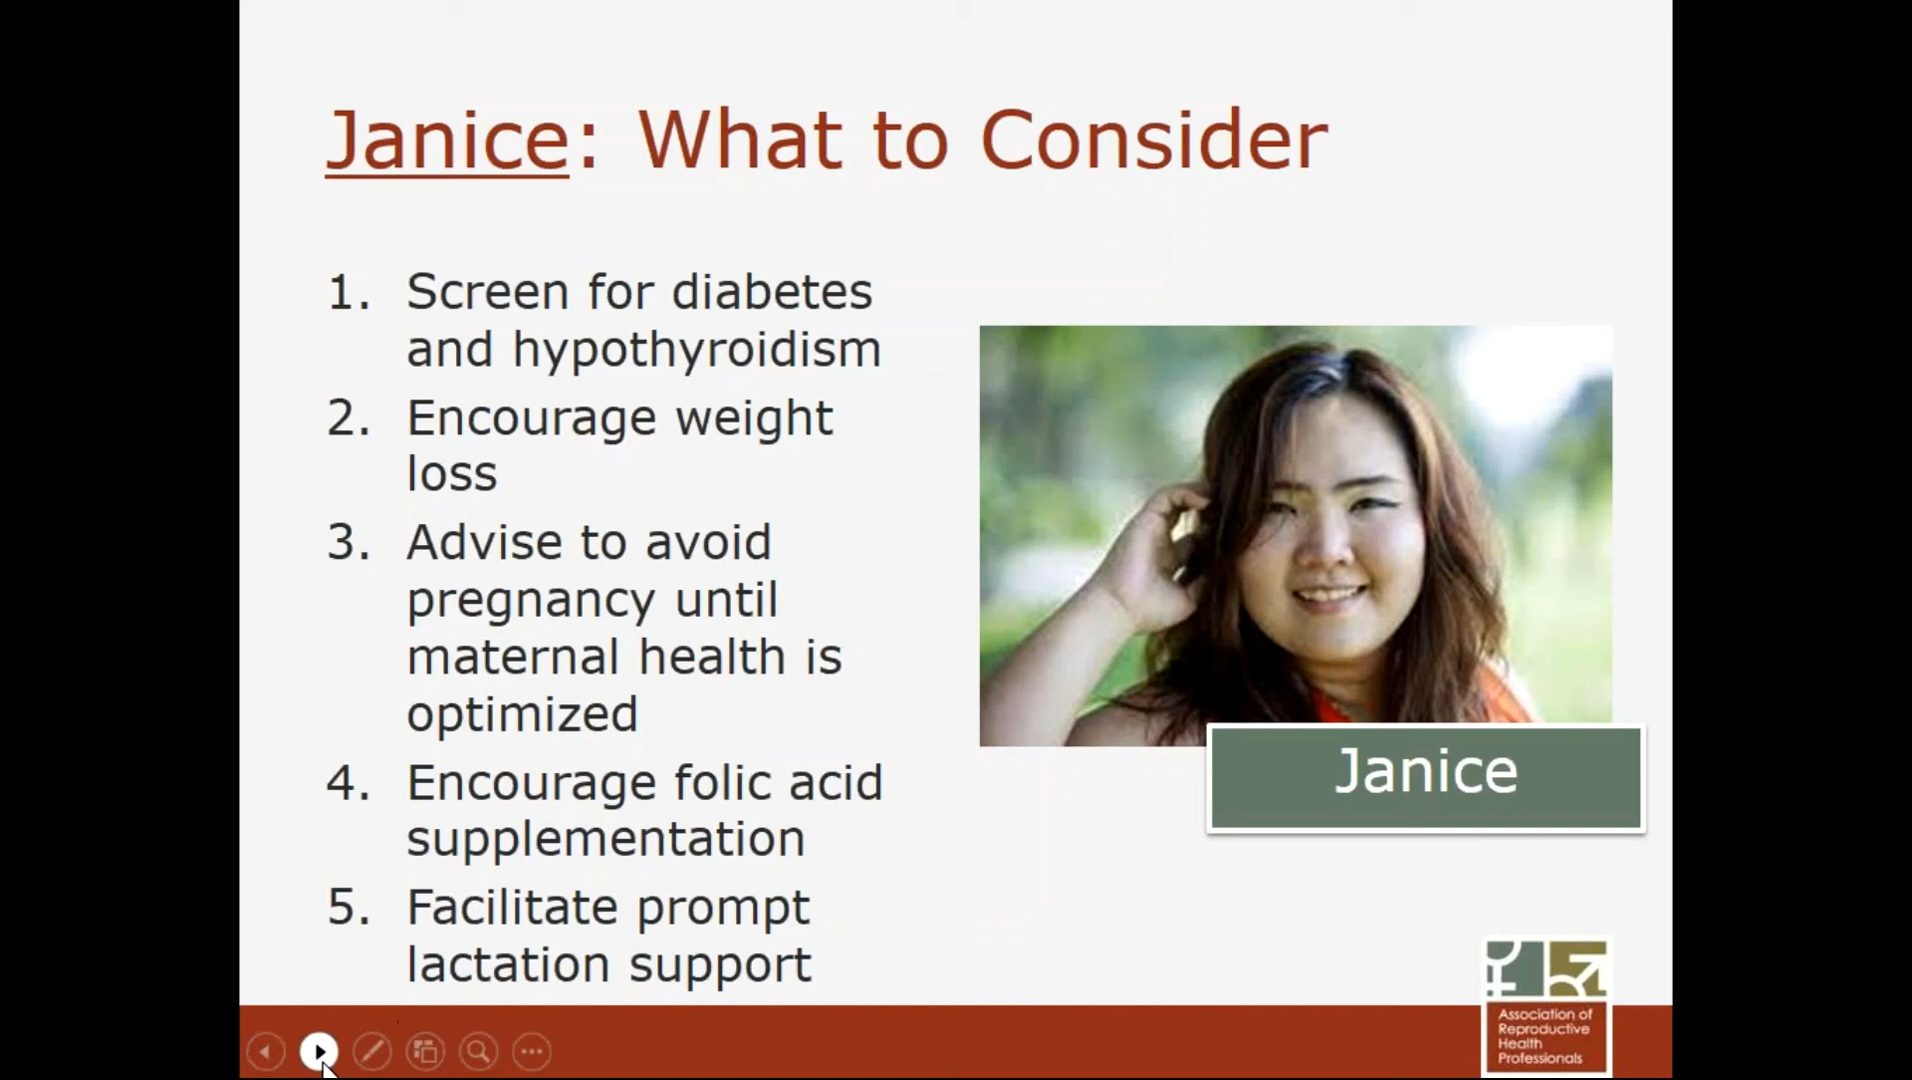 Janice: What to Consider
1. Screen for diabetes
and hypothyroidism
2. Encourage weight
loss
3. Advise to avoid
pregnancy until
maternal health is
optimized
4. Encourage folic acid
supplementation
5. Facilitate prompt
lactation support
Janice
Association of
Reproductive
Health
Professionals